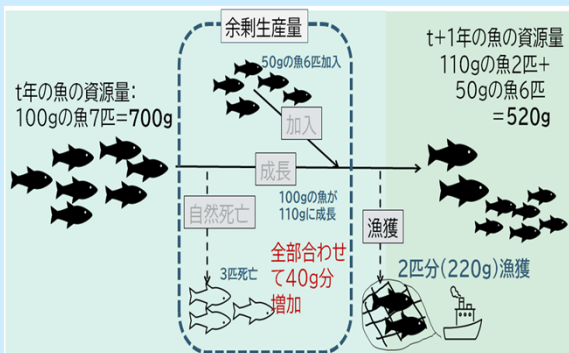 余剰生産量
50gの魚6匹加入
t年の魚の資源量：
100gの魚7匹=700g
加入
成長
100gの魚が
110gに成長
自然死亡
3匹死亡
全部合わせ
て40g分
増加
漁獲
2匹分(220g)漁獲
t+1年の魚の資源量
110gの魚2匹+
50gの魚6匹
=520g